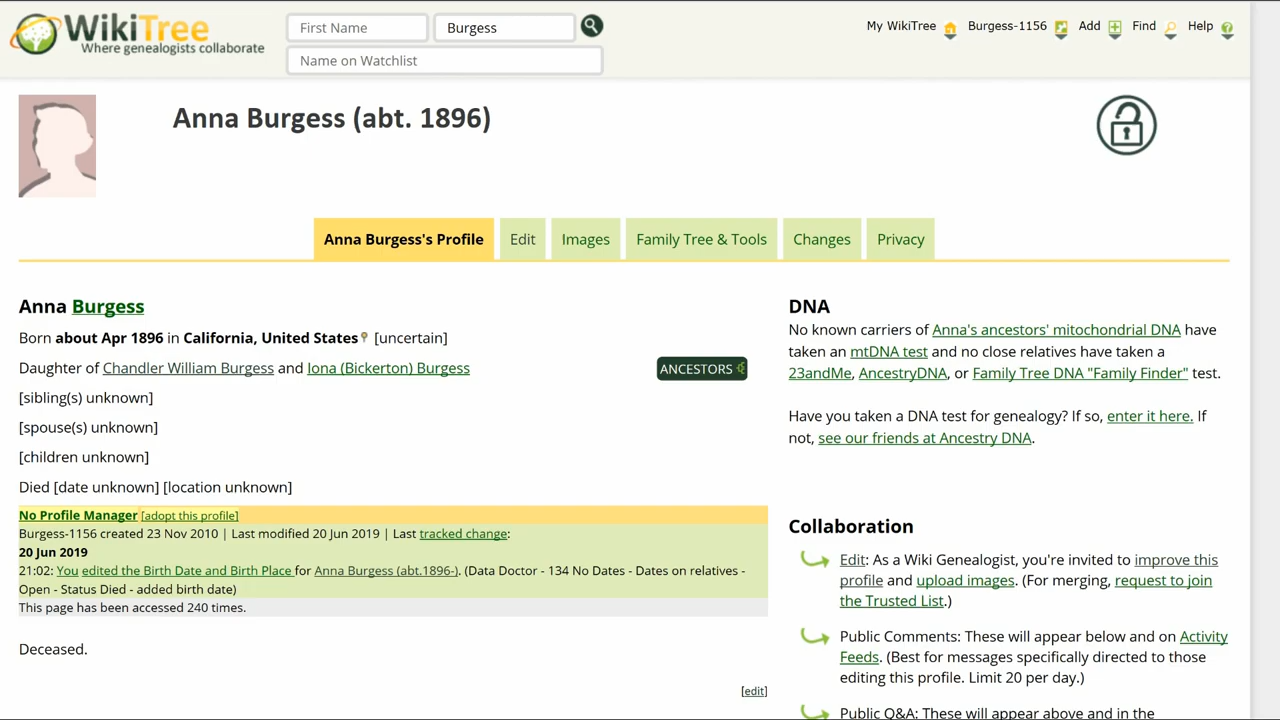 WikiTree
Where genealogists collaborate
First Name
Burgess
Name on Watchlist
My WikiTree
Burgess-1156
Add
Find
Help
Anna Burgess (abt. 1896)
Anna Burgess's Profile
Edit
Images
Family Tree & Tools
Changes
Privacy
Anna Burgess
Born about Apr 1896 in California, United States [uncertain]
Daughter of Chandler William Burgess and Iona (Bickerton) Burgess
ANCESTORS
[sibling(s) unknown]
[spouse(s) unknown]
[children unknown]
Died [date unknown] [location unknown]
No Profile Manager [adopt this profile]
Burgess-1156 created 23 Nov 2010 | Last modified 20 Jun 2019 | Last tracked change:
20 Jun 2019
21:02: You edited the Birth Date and Birth Place for Anna Burgess (abt.1896-). (Data Doctor - 134 No Dates - Dates on relatives -
Open - Status Died - added birth date)
This page has been accessed 240 times.
Deceased.
[edit]
DNA
No known carriers of Anna's ancestors' mitochondrial DNA have
taken an mtDNA test and no close relatives have taken a
23andMe, AncestryDNA, or Family Tree DNA "Family Finder" test.
Have you taken a DNA test for genealogy? If so, enter it here. If
not, see our friends at Ancestry DNA.
Collaboration
Edit: As a Wiki Genealogist, you're invited to improve this
profile and upload images. (For merging, request to join
the Trusted List.)
Public Comments: These will appear below and on Activity
Feeds. (Best for messages specifically directed to those
editing this profile. Limit 20 per day.)
Public Q&A: These will appear above and in the